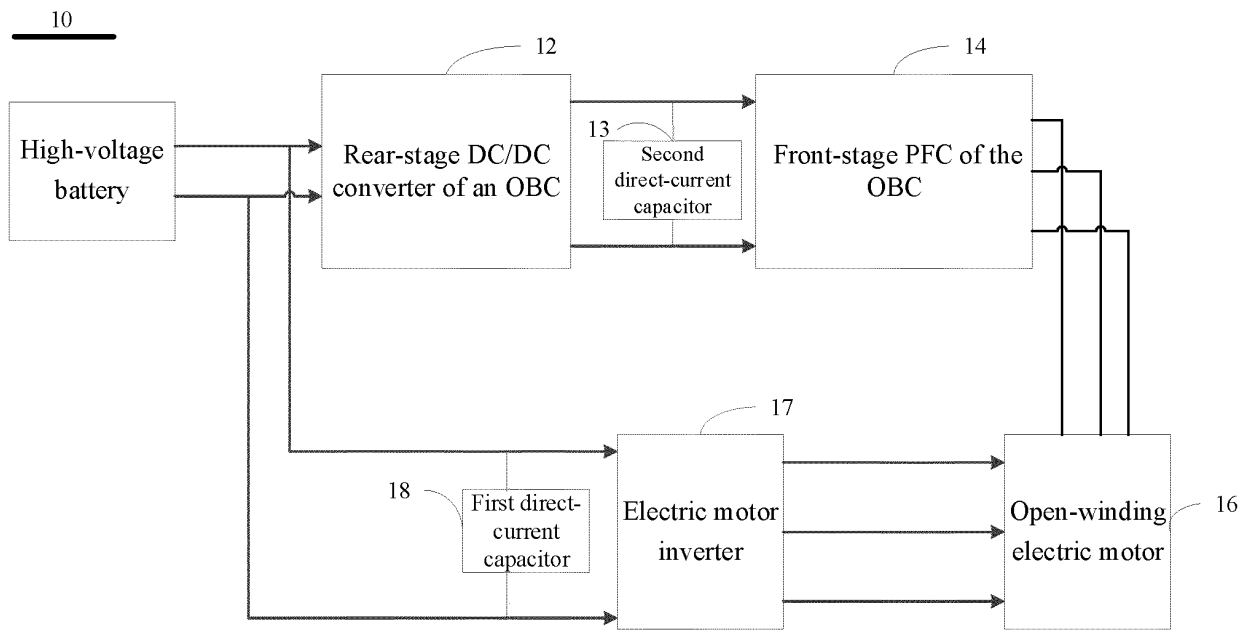 10
12
14
High-voltage
battery
Rear-stage DC/DC
converter of an OBC
13
Second
direct-current
capacitor
Front-stage PFC of the
OBC
17
18
First direct-
current
capacitor
Electric motor
inverter
Open-winding
electric motor
16